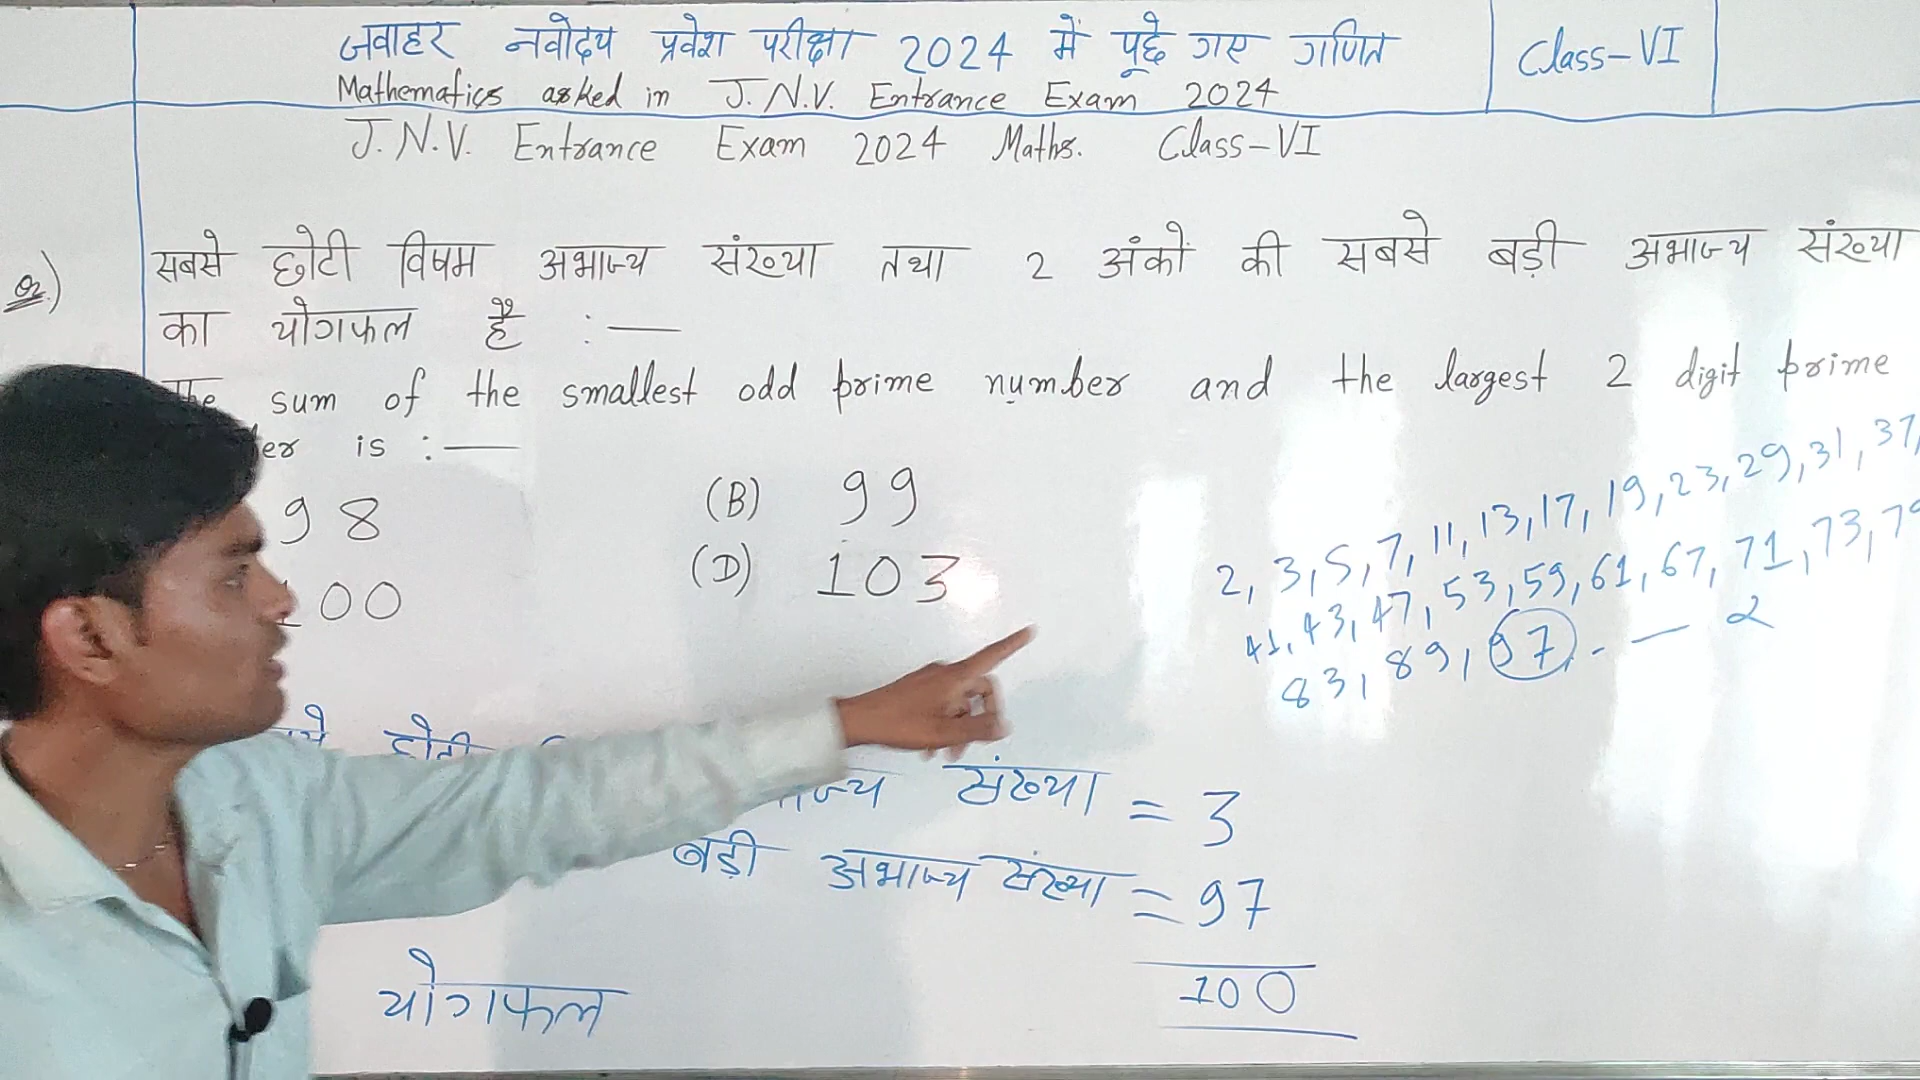 जवाहर नवोदय प्रवेश परीक्षा 2024 में पूछे गए गणित
Class-VI
Mathematics asked in J.N.V. Entrance Exam 2024
J.N.V. Entrance Exam 2024 Maths. Class-VI
Q.) सबसे छोटी विषम अभाज्य संख्या तथा 2 अंकों की सबसे बड़ी अभाज्य संख्या
का योगफल है :—
sum of the smallest odd prime number and the largest 2 digit prime
is :—
98 (B) 99
100 (D) 103
2, 3, 5, 7, 11, 13, 17, 19, 23, 29, 31, 37,
41, 43, 47, 53, 59, 61, 67, 71, 73, 79
83, 89, 97
संख्या = 3
बड़ी अभाज्य संख्या = 97
योगफल 100